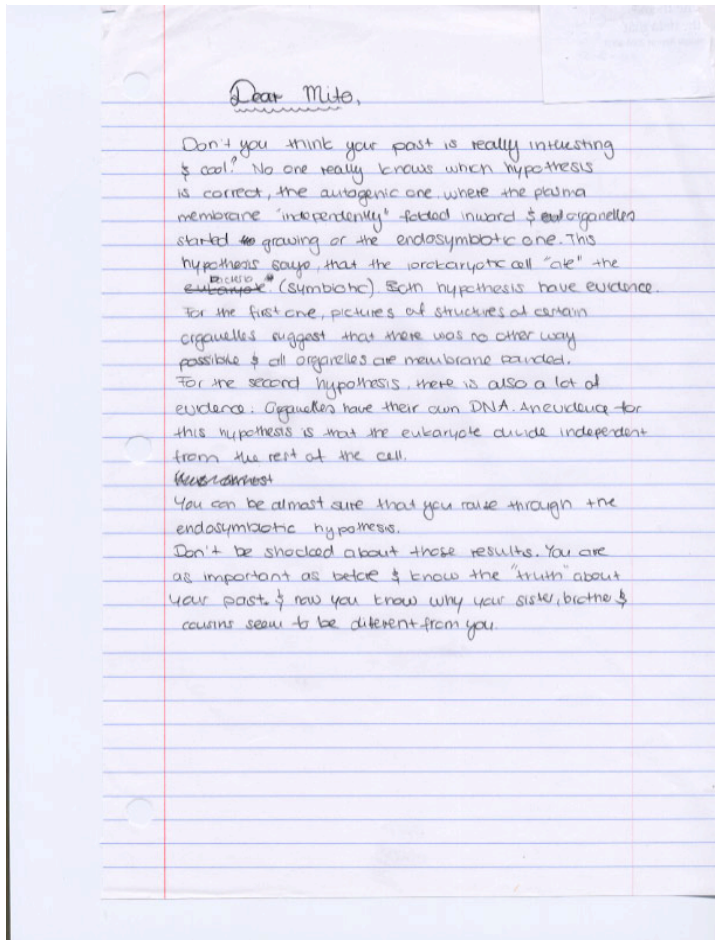 Dear Mito,
Don't you think your past is really interesting
& cool? No one really knows which hypothesis
is correct, the autogenic one where the plasma
membrane "independently" folded inward & organelles
started growing or the endosymbiotic one. This
hypothesis says, that the prokaryotic cell "ate" the
bacteria
eukaryote. (symbiotic) Both hypothesis have evidence.
For the first one, pictures of structures of certain
organelles suggest that there was no other way
possible & all organelles are membrane banded.
For the second hypothesis, there is also a lot of
evidence: Organelles have their own DNA. An evidence for
this hypothesis is that the eukaryote divide independent
from the rest of the cell.
You can be almost sure that you raise through the
endosymbiotic hypothesis.
Don't be shocked about those results. You are
as important as before & know the "truth" about
your past. & now you know why your sister, brother &
cousins seem to be diferent from you.